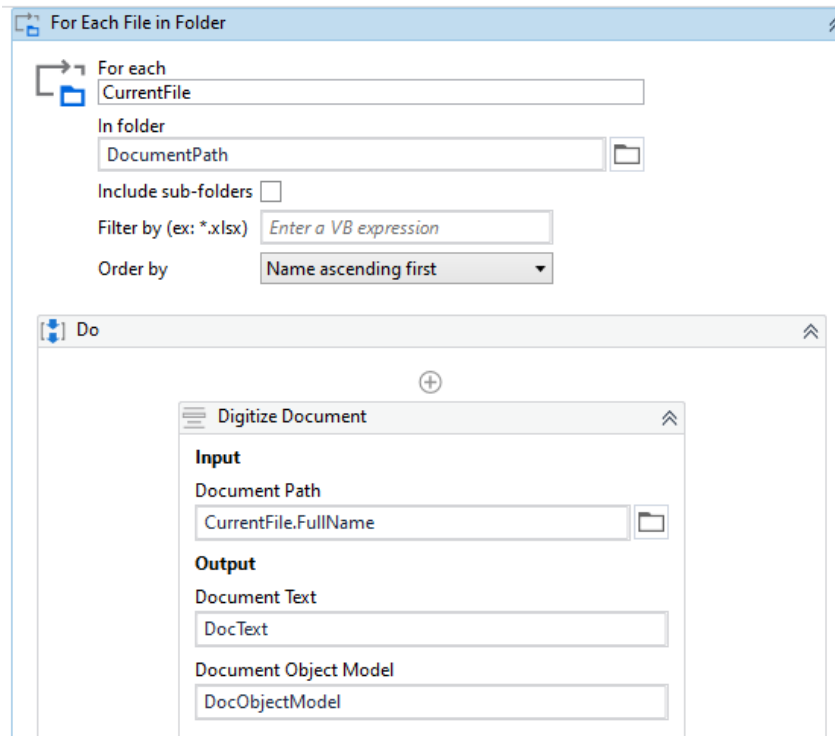 For Each File in Folder
For each
CurrentFile
In folder
DocumentPath
Include sub-folders
Filter by (ex: *.xlsx) Enter a VB expression
Order by Name ascending first
Do
Digitize Document
Input
Document Path
CurrentFile.FullName
Output
Document Text
DocText
Document Object Model
DocObjectModel